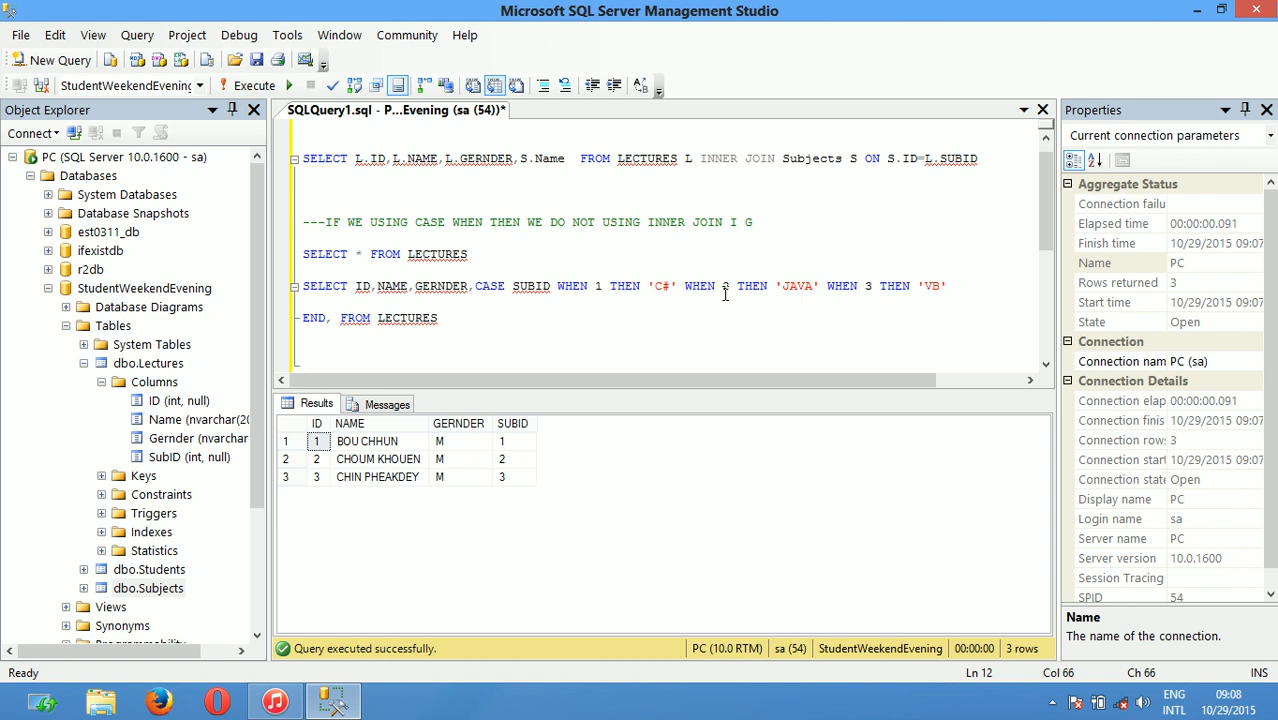 Microsoft SQL Server Management Studio
File Edit View Query Project Debug Tools Window Community Help
New Query
StudentWeekendEvening Execute
Object Explorer
Connect
PC (SQL Server 10.0.1600 - sa)
Databases
System Databases
Database Snapshots
est0311_db
ifexistdb
r2db
StudentWeekendEvening
Database Diagrams
Tables
System Tables
dbo.Lectures
Columns
ID (int, null)
Name (nvarchar(20
Gernder (nvarchar
SubID (int, null)
Keys
Constraints
Triggers
Indexes
Statistics
dbo.Students
dbo.Subjects
Views
Synonyms
Programmability
SQLQuery1.sql - P...Evening (sa (54))*
SELECT L.ID,L.NAME,L.GERNDER,S.Name FROM LECTURES L INNER JOIN Subjects S ON S.ID=L.SUBID
---IF WE USING CASE WHEN THEN WE DO NOT USING INNER JOIN I G
SELECT * FROM LECTURES
SELECT ID,NAME,GERNDER,CASE SUBID WHEN 1 THEN 'C#' WHEN 2 THEN 'JAVA' WHEN 3 THEN 'VB'
END, FROM LECTURES
Results Messages
ID NAME GERNDER SUBID
1 1 BOU CHHUN M 1
2 2 CHOUM KHOUEN M 2
3 3 CHIN PHEAKDEY M 3
Query executed successfully. PC (10.0 RTM) sa (54) StudentWeekendEvening 00:00:00 3 rows
Properties
Current connection parameters
Aggregate Status
Connection failu
Elapsed time 00:00:00.091
Finish time 10/29/2015 09:07
Name PC
Rows returned 3
Start time 10/29/2015 09:07
State Open
Connection
Connection nam PC (sa)
Connection Details
Connection elap 00:00:00.091
Connection finis 10/29/2015 09:07
Connection rows 3
Connection start 10/29/2015 09:07
Connection state Open
Display name PC
Login name sa
Server name PC
Server version 10.0.1600
Session Tracing
SPID 54
Name
The name of the connection.
Ready Ln 12 Col 66 Ch 66 INS
ENG 09:08
INTL 10/29/2015